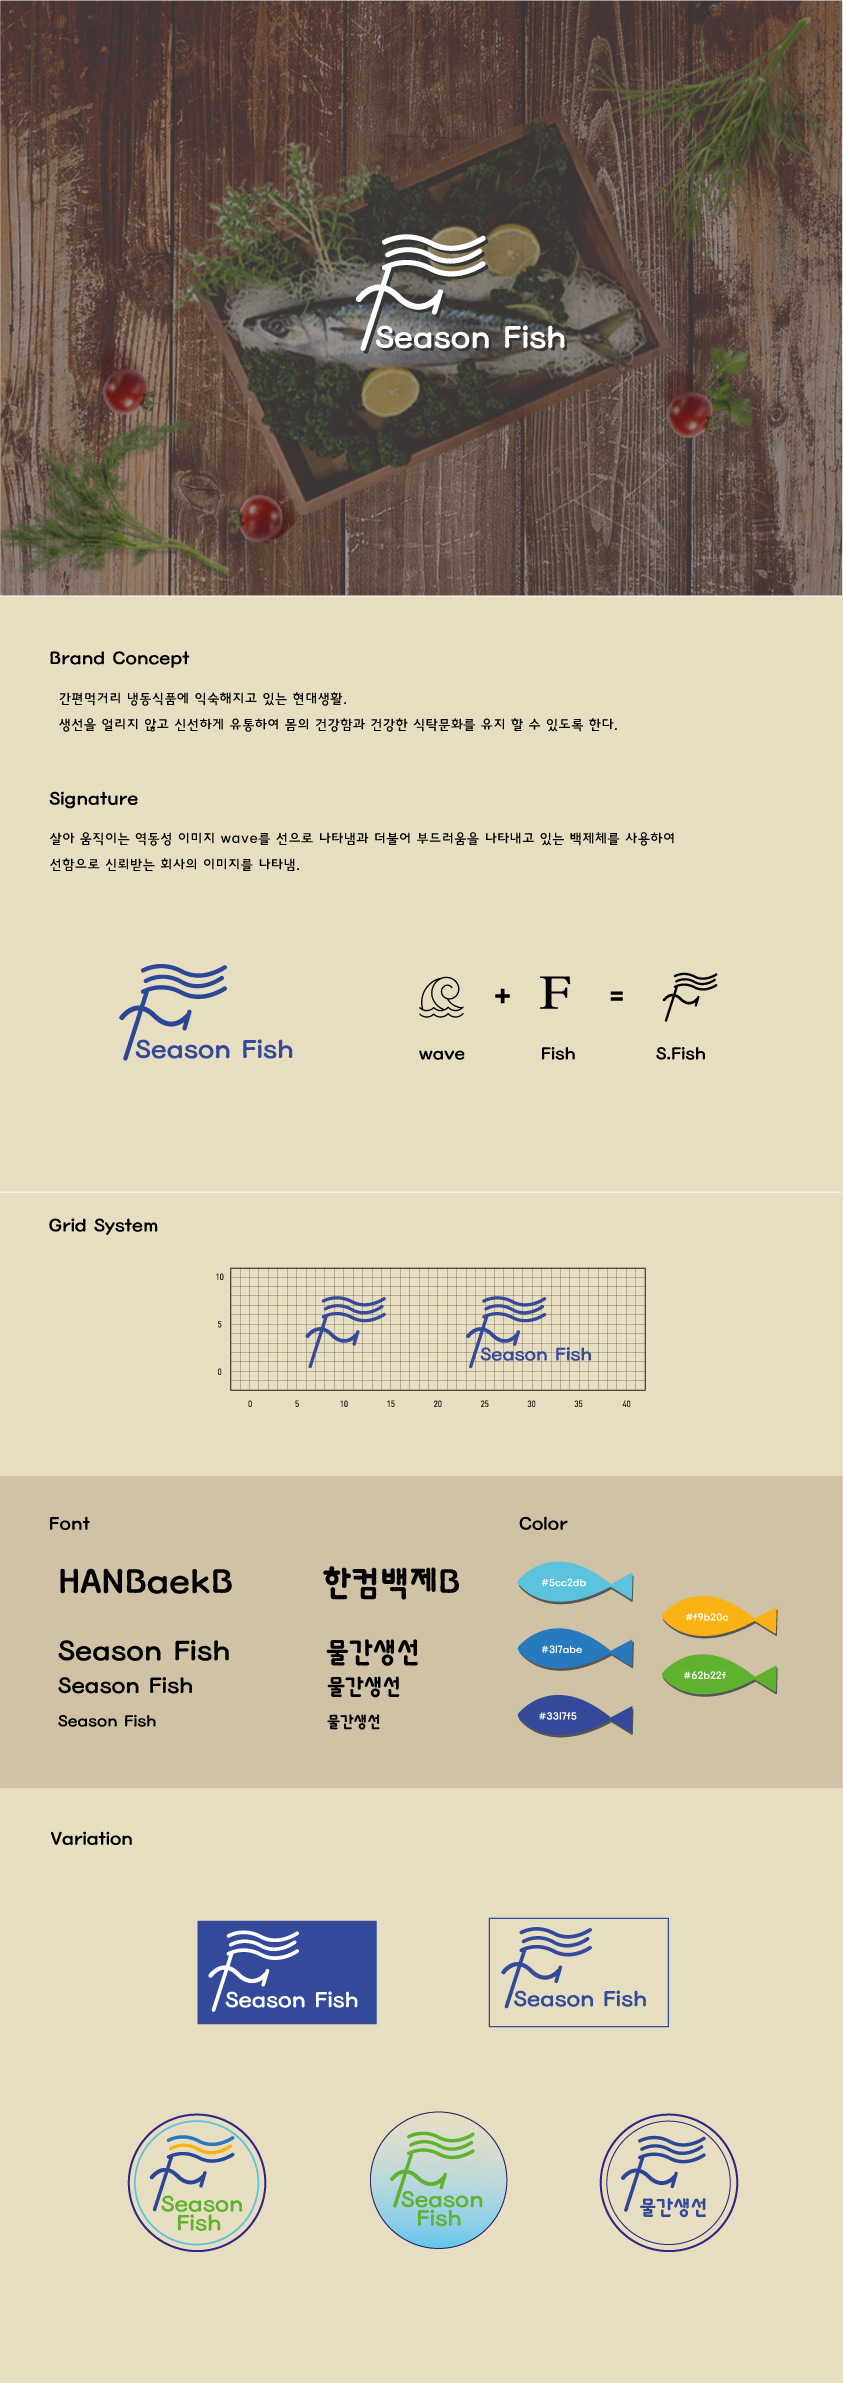 Season Fish
Brand Concept
간편먹거리 냉동식품에 익숙해지고 있는 현대생활.
생선을 얼리지 않고 신선하게 유통하여 몸의 건강함과 건강한 식탁문화를 유지 할 수 있도록 한다.
Signature
살아 움직이는 역동성 이미지 wave를 선으로 나타냄과 더불어 부드러움을 나타내고 있는 백제체를 사용하여
선함으로 신뢰받는 회사의 이미지를 나타냄.
Season Fish
+ F =
wave Fish S.Fish
Grid System
10
5
0
Season Fish
0 5 10 15 20 25 30 35 40
Font
HANBaekB 한컴백제B
Season Fish 물간생선
Season Fish 물간생선
Season Fish 물간생선
Color
#5cc2db
#f9b20c
#317abe
#62b22f
#3317f5
Variation
Season Fish
Season Fish
Season
Fish
Season
Fish
물간생선